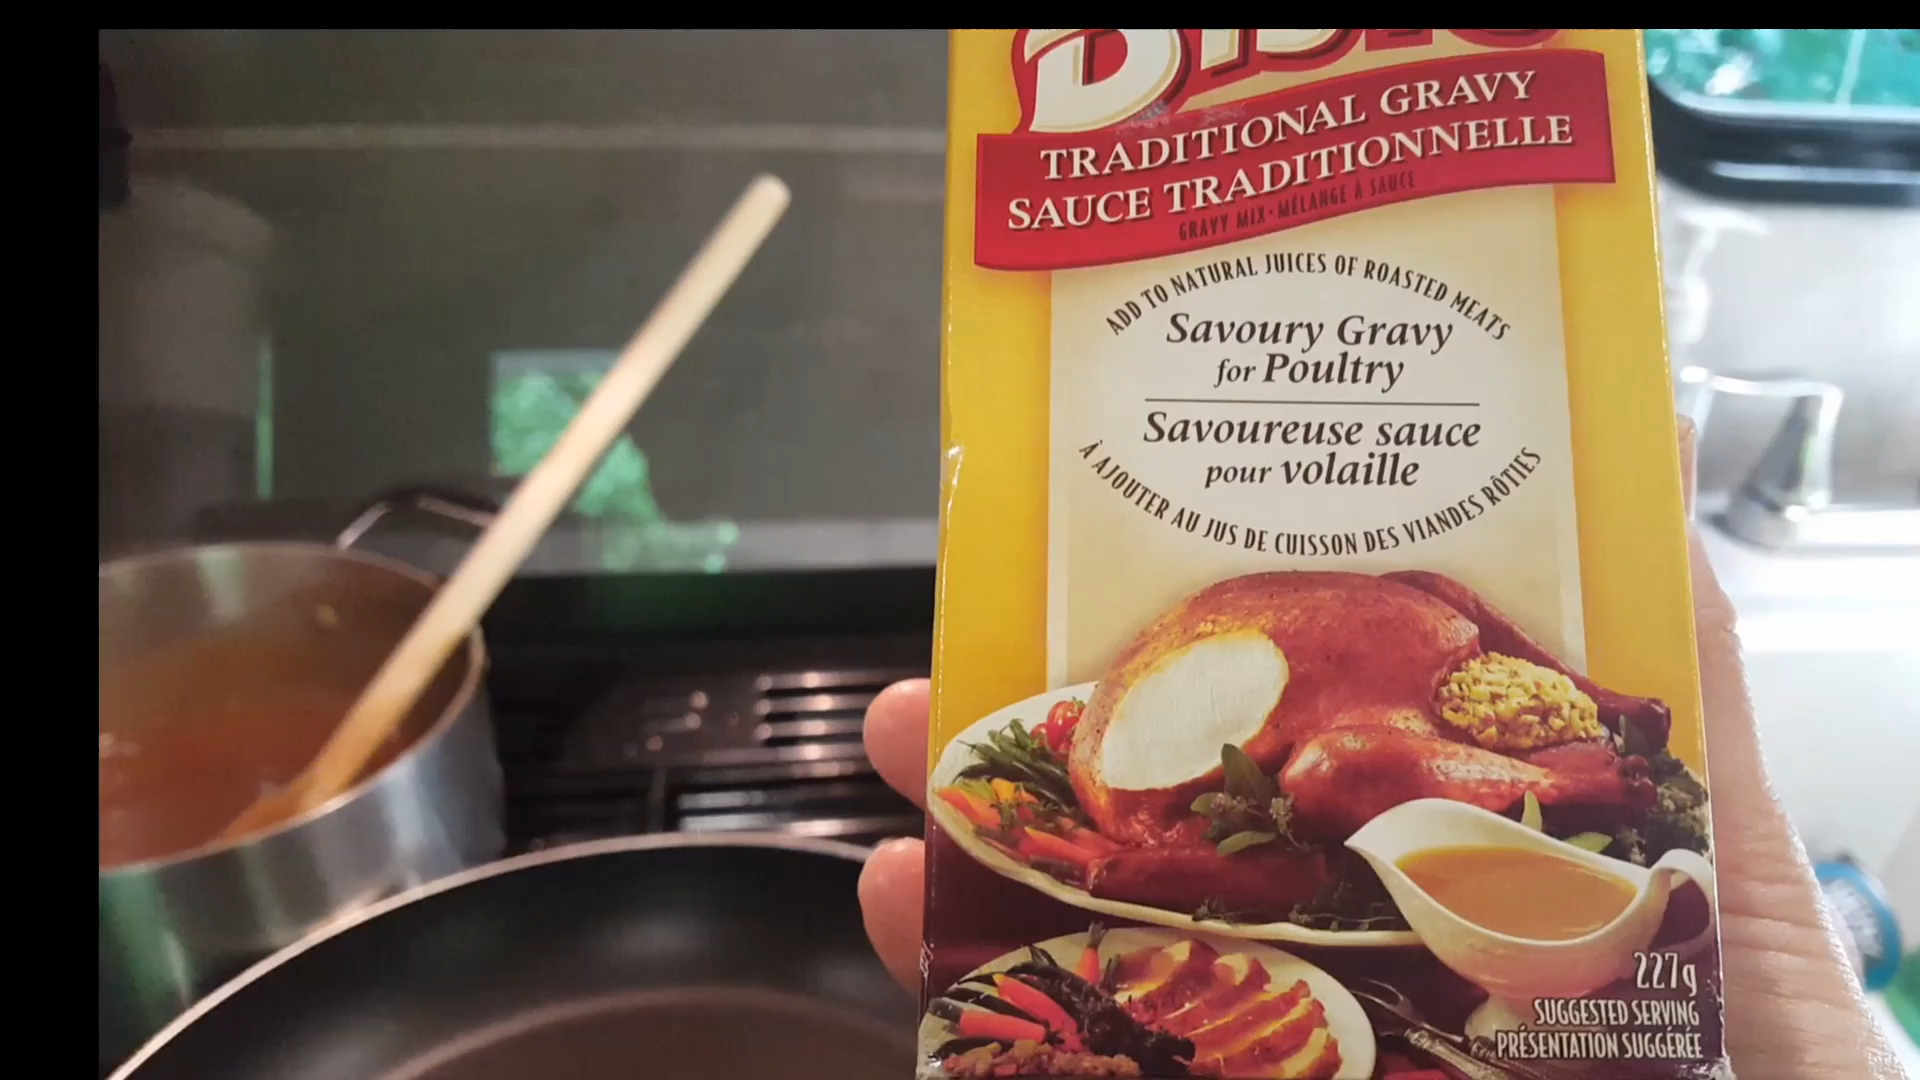 TRADITIONAL GRAVY
SAUCE TRADITIONNELLE
GRAVY MIX · MÉLANGE À SAUCE
ADD TO NATURAL JUICES OF ROASTED MEATS
Savoury Gravy
for Poultry
Savoureuse sauce
pour volaille
À AJOUTER AU JUS DE CUISSON DES VIANDES RÔTIES
227g
SUGGESTED SERVING
PRÉSENTATION SUGGÉRÉE